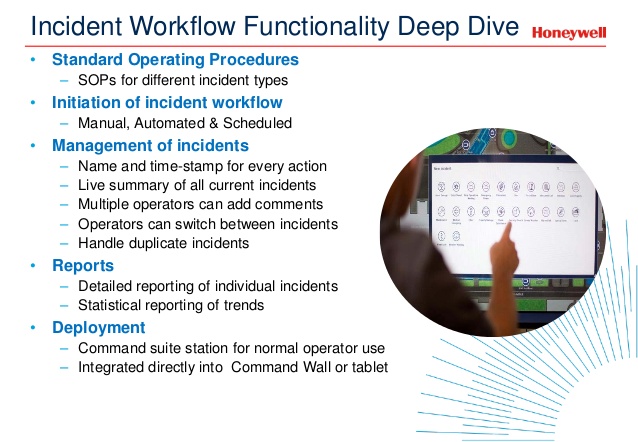 Incident Workflow Functionality Deep Dive
Honeywell
• Standard Operating Procedures
– SOPs for different incident types
• Initiation of incident workflow
– Manual, Automated & Scheduled
• Management of incidents
– Name and time-stamp for every action
– Live summary of all current incidents
– Multiple operators can add comments
– Operators can switch between incidents
– Handle duplicate incidents
• Reports
– Detailed reporting of individual incidents
– Statistical reporting of trends
• Deployment
– Command suite station for normal operator use
– Integrated directly into  Command Wall or tablet